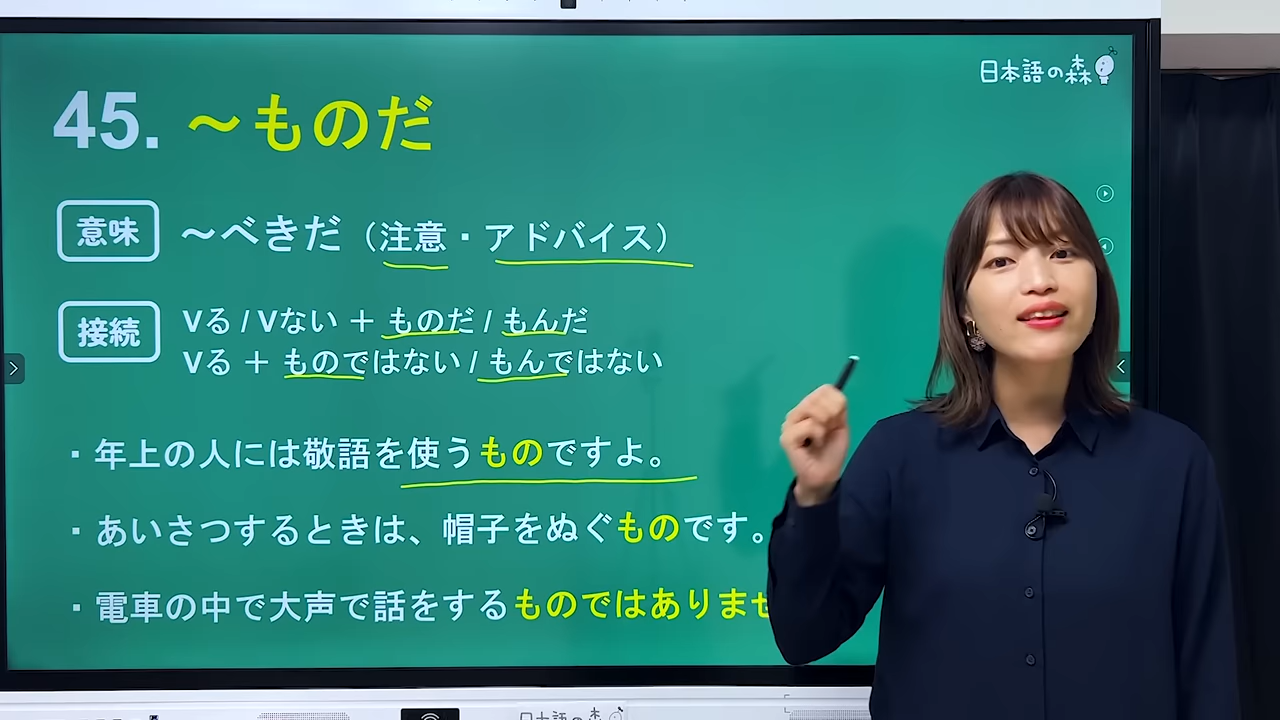 日本語の森
45. 〜ものだ
意味 〜べきだ（注意・アドバイス）
接続 Vる / Vない ＋ ものだ / もんだ
Vる ＋ ものではない / もんではない
・年上の人には敬語を使うものですよ。
・あいさつするときは、帽子をぬぐものです。
・電車の中で大声で話をするものではありませ
日本語の森